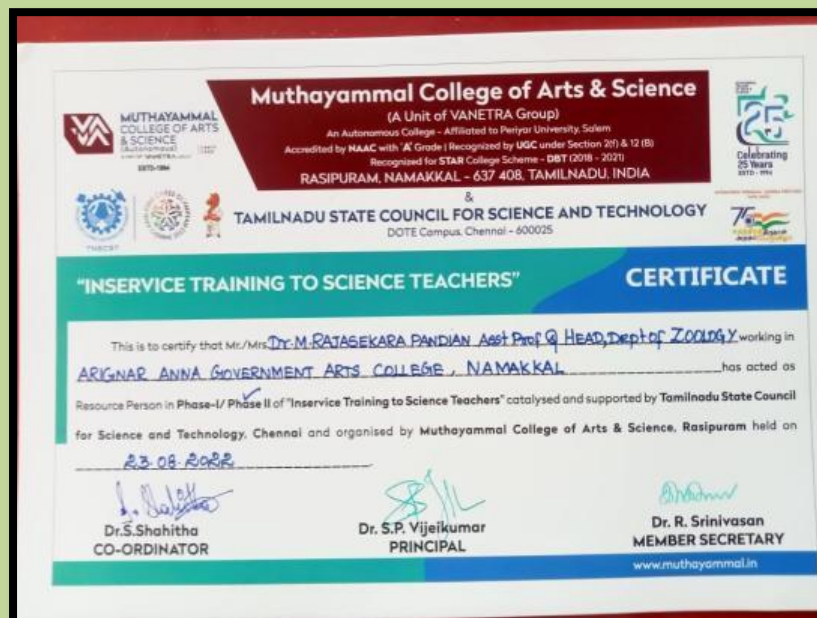 MUTHAYAMMAL
COLLEGE OF ARTS
& SCIENCE
(Autonomous)
ESTD-1994
Muthayammal College of Arts & Science
(A Unit of VANETRA Group)
An Autonomous College - Affiliated to Periyar University, Salem
Accredited by NAAC with 'A' Grade | Recognized by UGC under Section 2(f) & 12 (B)
Recognized for STAR College Scheme - DBT (2018 - 2021)
RASIPURAM, NAMAKKAL - 637 408, TAMILNADU, INDIA
25
Celebrating
25 Years
ESTD - 1994
&
TAMILNADU STATE COUNCIL FOR SCIENCE AND TECHNOLOGY
DOTE Campus, Chennai - 600025
"INSERVICE TRAINING TO SCIENCE TEACHERS"
CERTIFICATE
This is to certify that Mr./Mrs. Dr. M. RAJASEKARA PANDIAN Asst Prof & HEAD, Dept of ZOOLOGY working in
ARIGNAR ANNA GOVERNMENT ARTS COLLEGE, NAMAKKAL has acted as
Resource Person in Phase-I/ Phase II of "Inservice Training to Science Teachers" catalysed and supported by Tamilnadu State Council
for Science and Technology, Chennai and organised by Muthayammal College of Arts & Science, Rasipuram held on
23.08.2022
Dr.S.Shahitha
CO-ORDINATOR
Dr. S.P. Vijeikumar
PRINCIPAL
Dr. R. Srinivasan
MEMBER SECRETARY
www.muthayammal.in